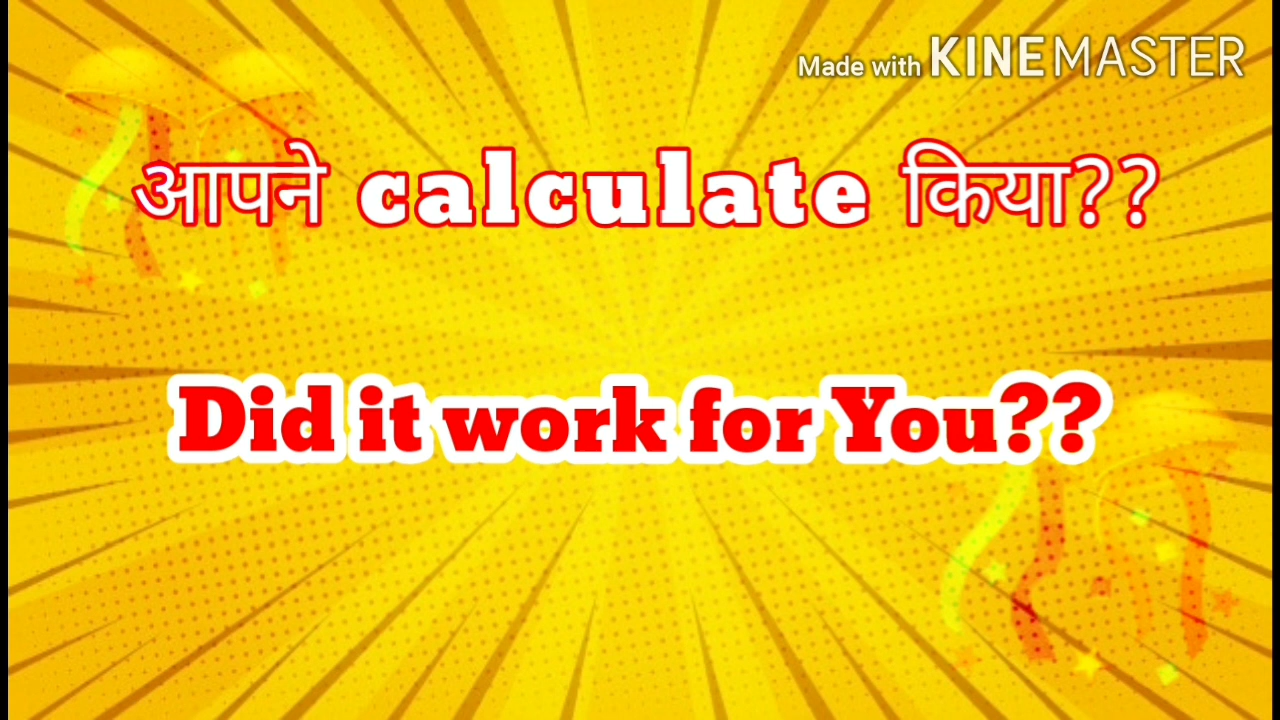 Made with KINEMASTER
आपने calculate किया??
Did it work for You??